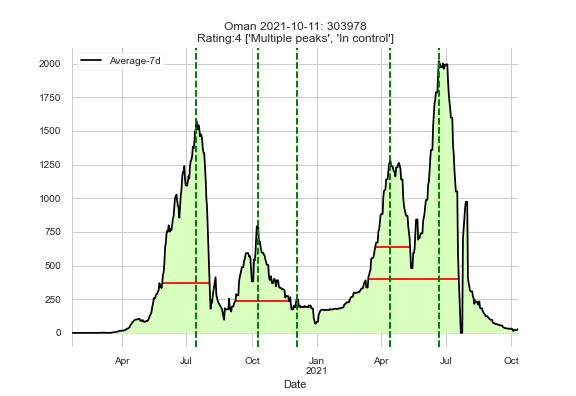 Oman 2021-10-11: 303978
Rating:4 ['Multiple peaks', 'In control']
Average-7d
2000
1750
1500
1250
1000
750
500
250
0
Apr Jul Oct Jan Apr Jul Oct
2021
Date